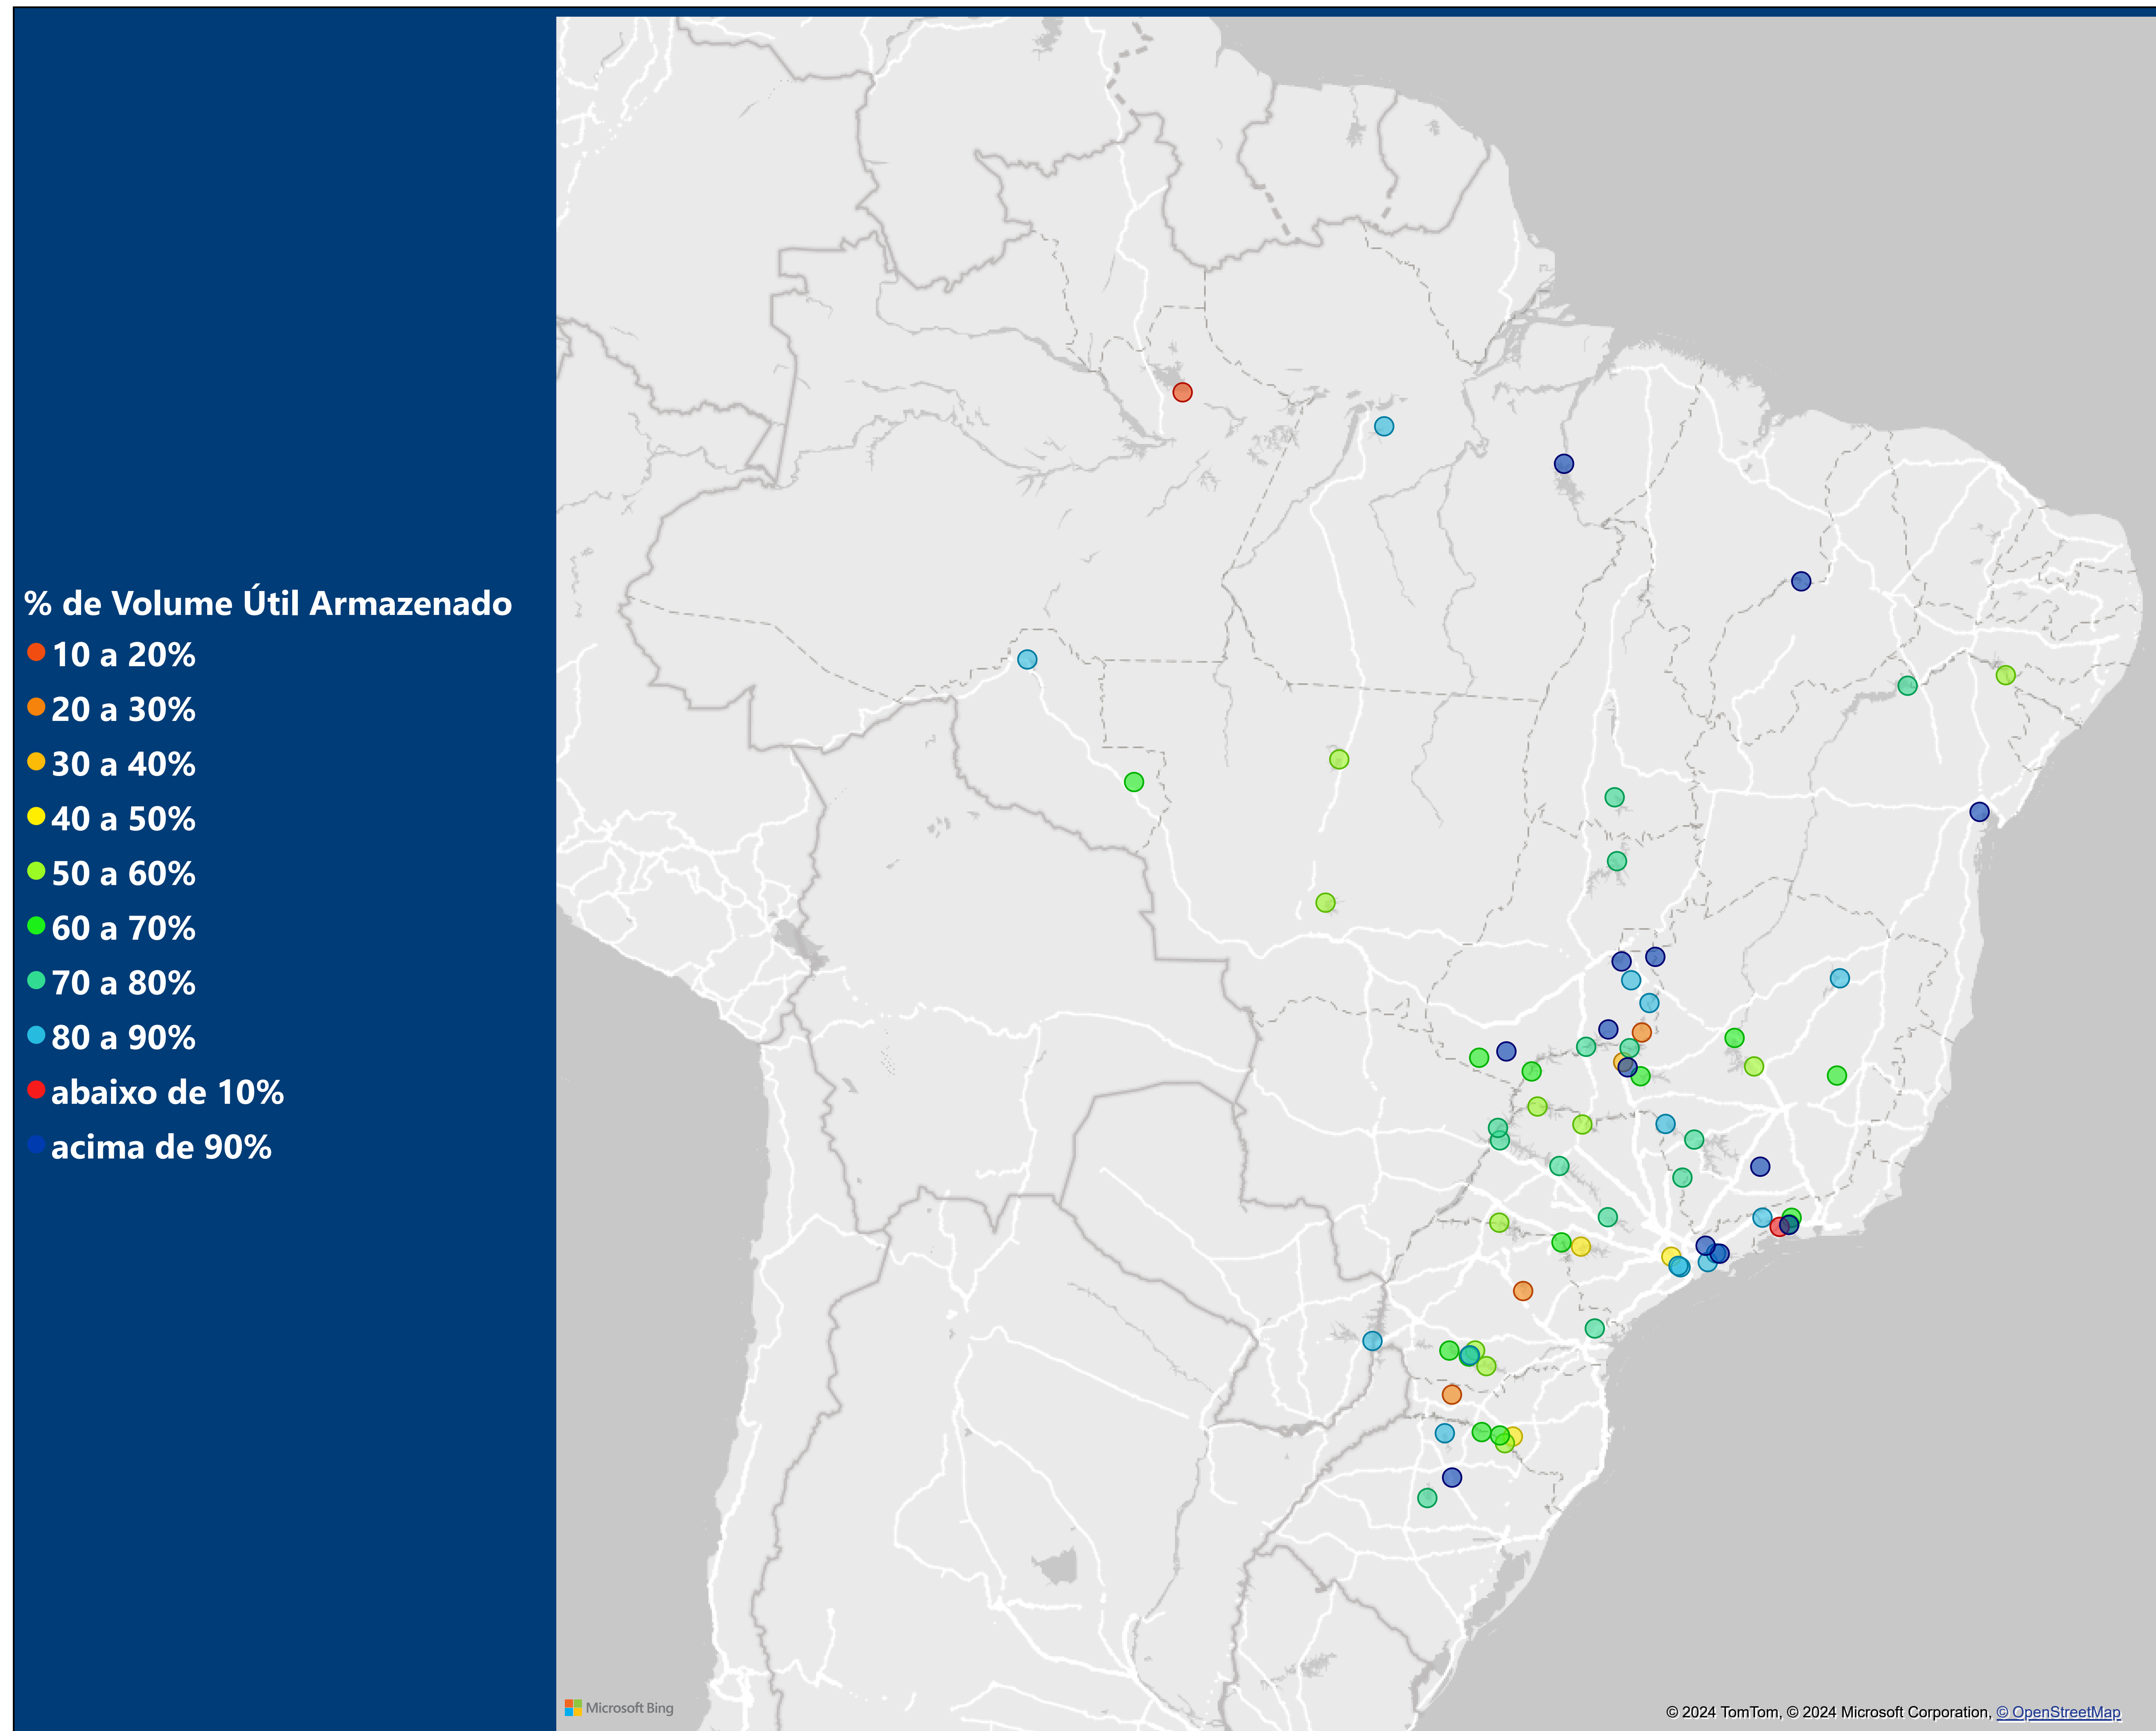 % de Volume Útil Armazenado
10 a 20%
20 a 30%
30 a 40%
40 a 50%
50 a 60%
60 a 70%
70 a 80%
80 a 90%
abaixo de 10%
acima de 90%
Microsoft Bing
© 2024 TomTom, © 2024 Microsoft Corporation, © OpenStreetMap